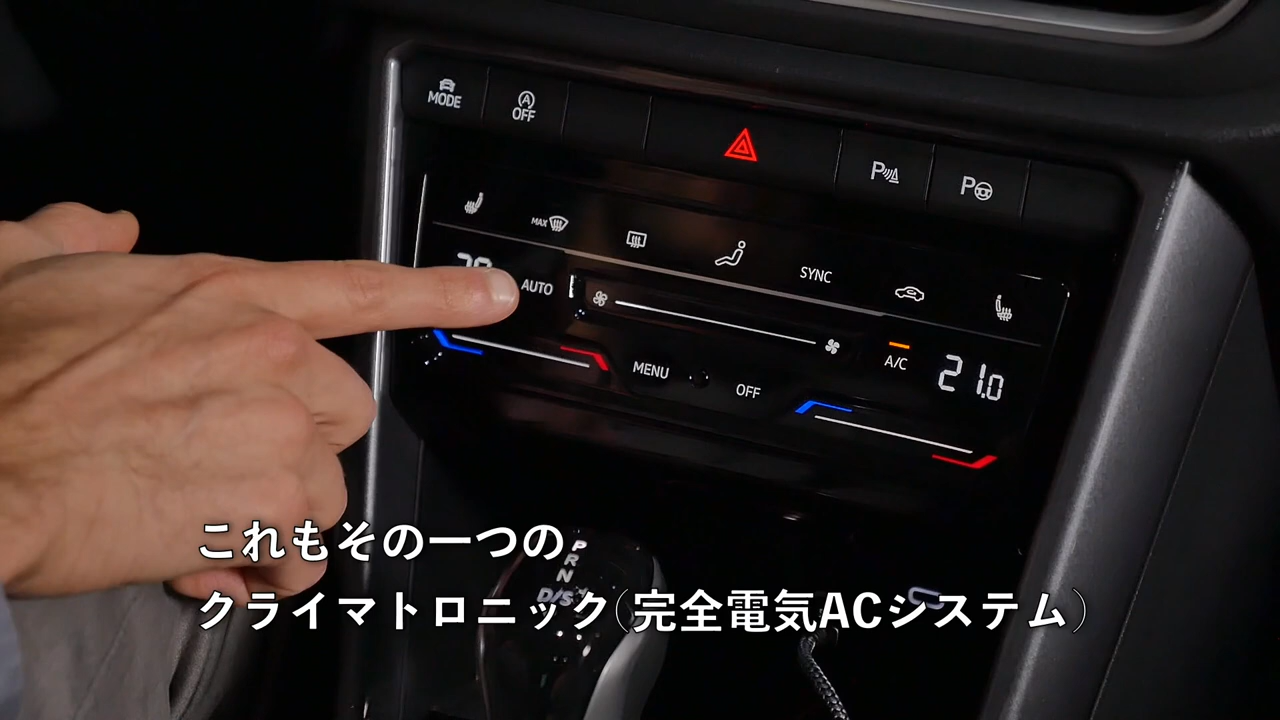 MODE
A
OFF
P
P
MAX
SYNC
AUTO
A/C
21.0
MENU
OFF
これもその一つの
クライマトロニック(完全電気ACシステム)
P
R
N
D/S